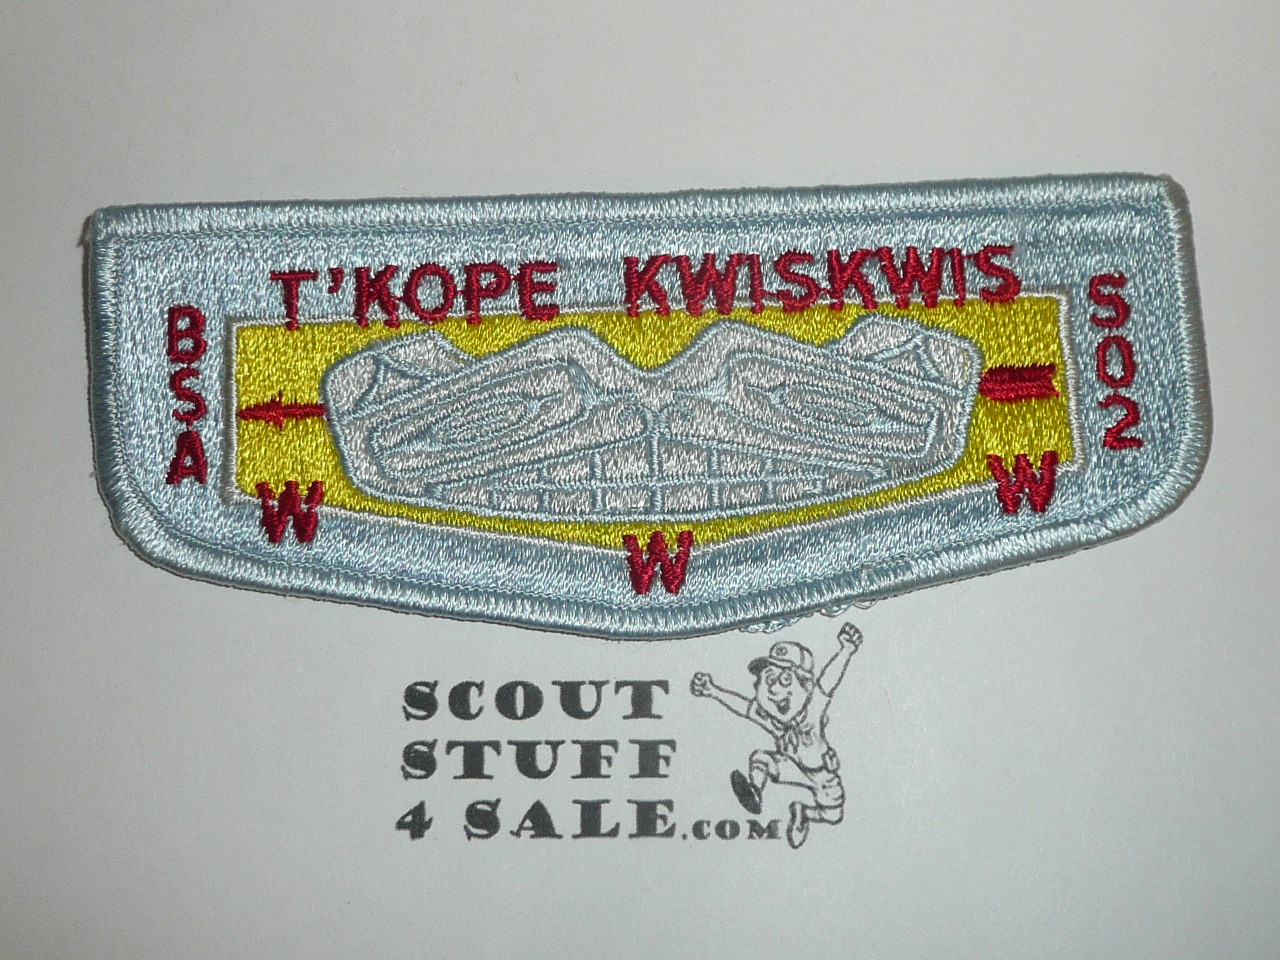 T'KOPE KWISKWIS
BSA
502
W W W
SCOUT
STUFF
4 SALE.COM